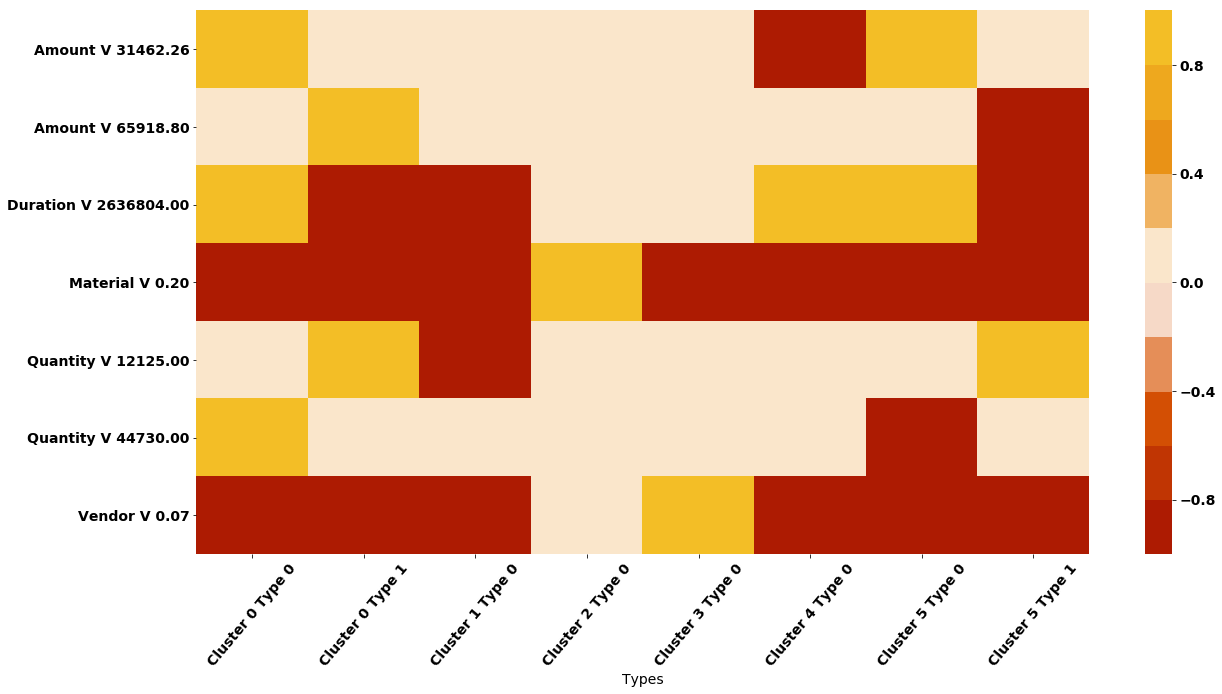 Amount V 31462.26
Amount V 65918.80
Duration V 2636804.00
Material V 0.20
Quantity V 12125.00
Quantity V 44730.00
Vendor V 0.07
Cluster 0 Type 0
Cluster 0 Type 1
Cluster 1 Type 0
Cluster 2 Type 0
Cluster 3 Type 0
Cluster 4 Type 0
Cluster 5 Type 0
Cluster 5 Type 1
Types
0.8
0.4
0.0
−0.4
−0.8